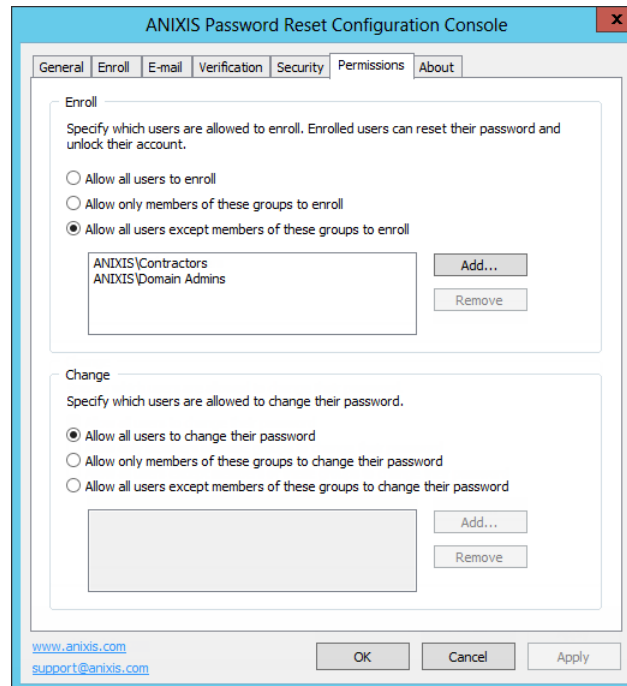 ANIXIS Password Reset Configuration Console
x
General
Enroll
E-mail
Verification
Security
Permissions
About
Enroll
Specify which users are allowed to enroll. Enrolled users can reset their password and
unlock their account.
Allow all users to enroll
Allow only members of these groups to enroll
Allow all users except members of these groups to enroll
ANIXIS\Contractors
ANIXIS\Domain Admins
Add...
Remove
Change
Specify which users are allowed to change their password.
Allow all users to change their password
Allow only members of these groups to change their password
Allow all users except members of these groups to change their password
Add...
Remove
www.anixis.com
support@anixis.com
OK
Cancel
Apply